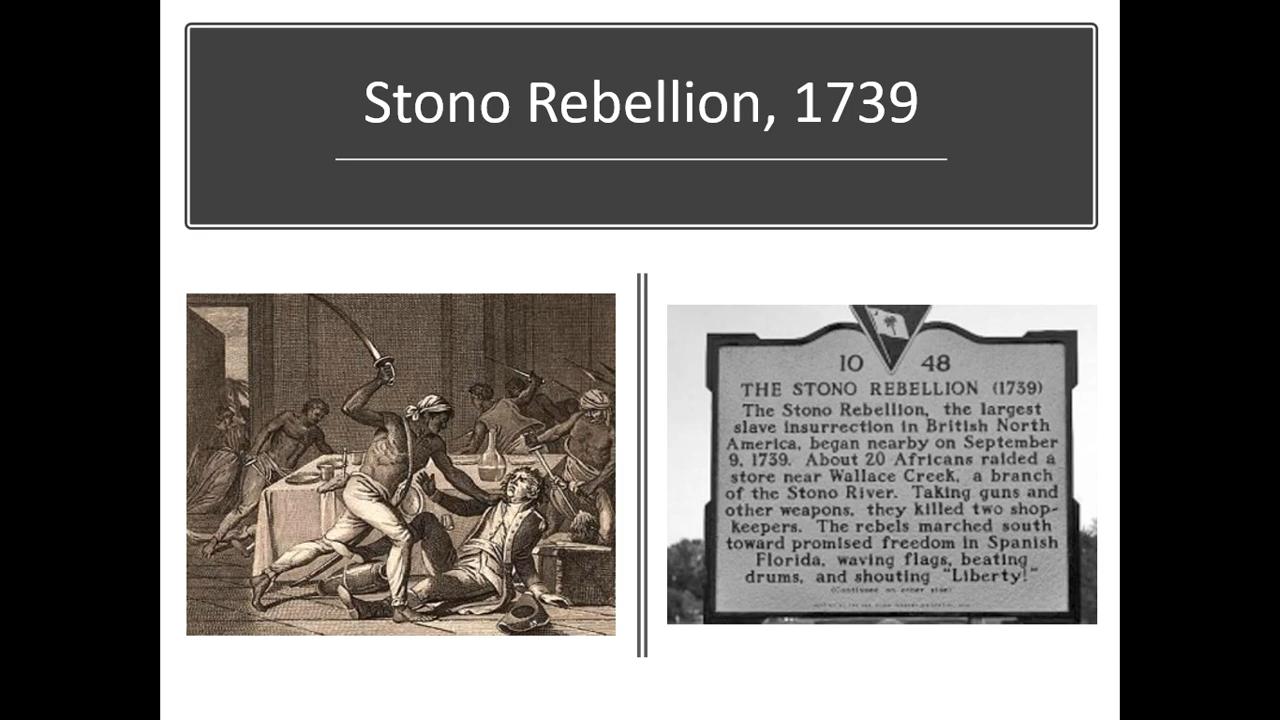 Stono Rebellion, 1739
10 48
THE STONO REBELLION (1739)
The Stono Rebellion, the largest
slave insurrection in British North
America, began nearby on September
9, 1739. About 20 Africans raided a
store near Wallace Creek, a branch
of the Stono River. Taking guns and
other weapons, they killed two shop-
keepers. The rebels marched south
toward promised freedom in Spanish
Florida, waving flags, beating
drums, and shouting "Liberty!"
(Continued on other side)